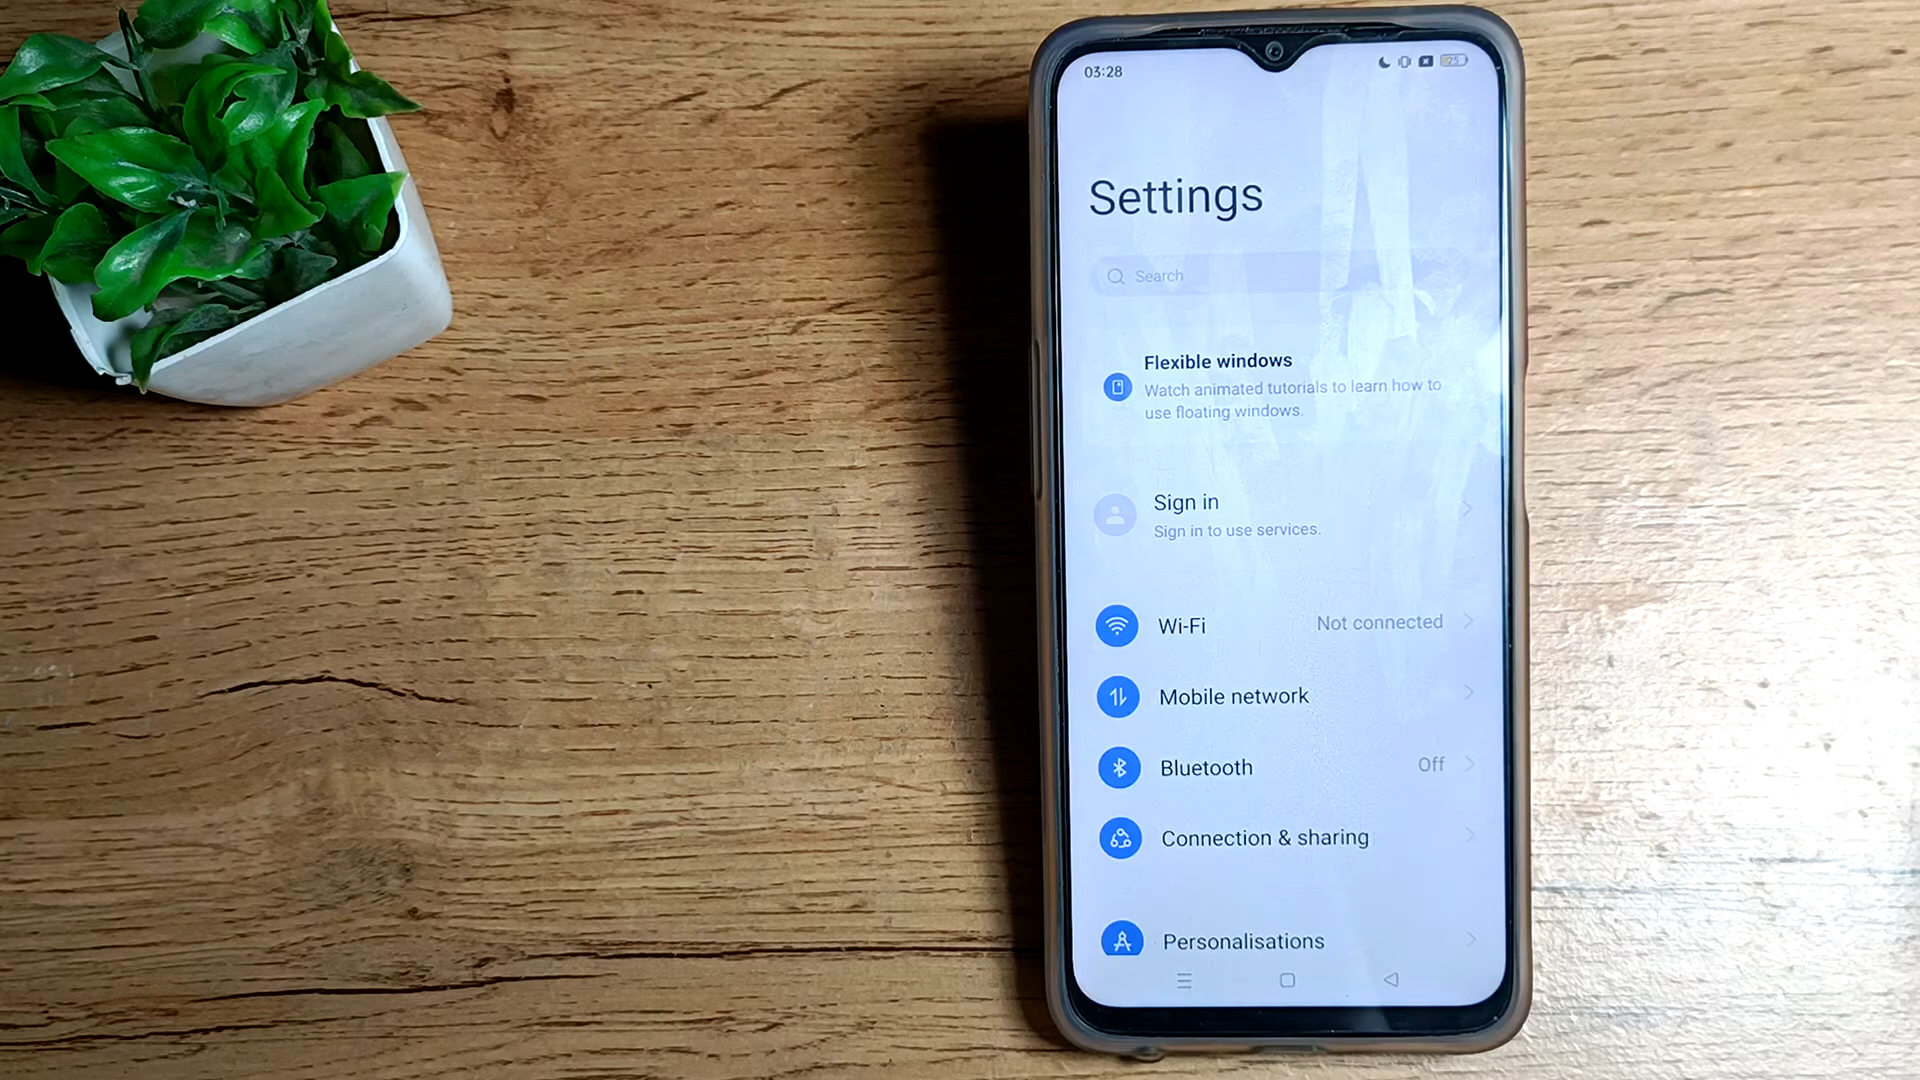 03:28
25
Settings
Search
Flexible windows
Watch animated tutorials to learn how to
use floating windows.
Sign in
Sign in to use services.
Wi-Fi
Not connected
Mobile network
Bluetooth
Off
Connection & sharing
Personalisations